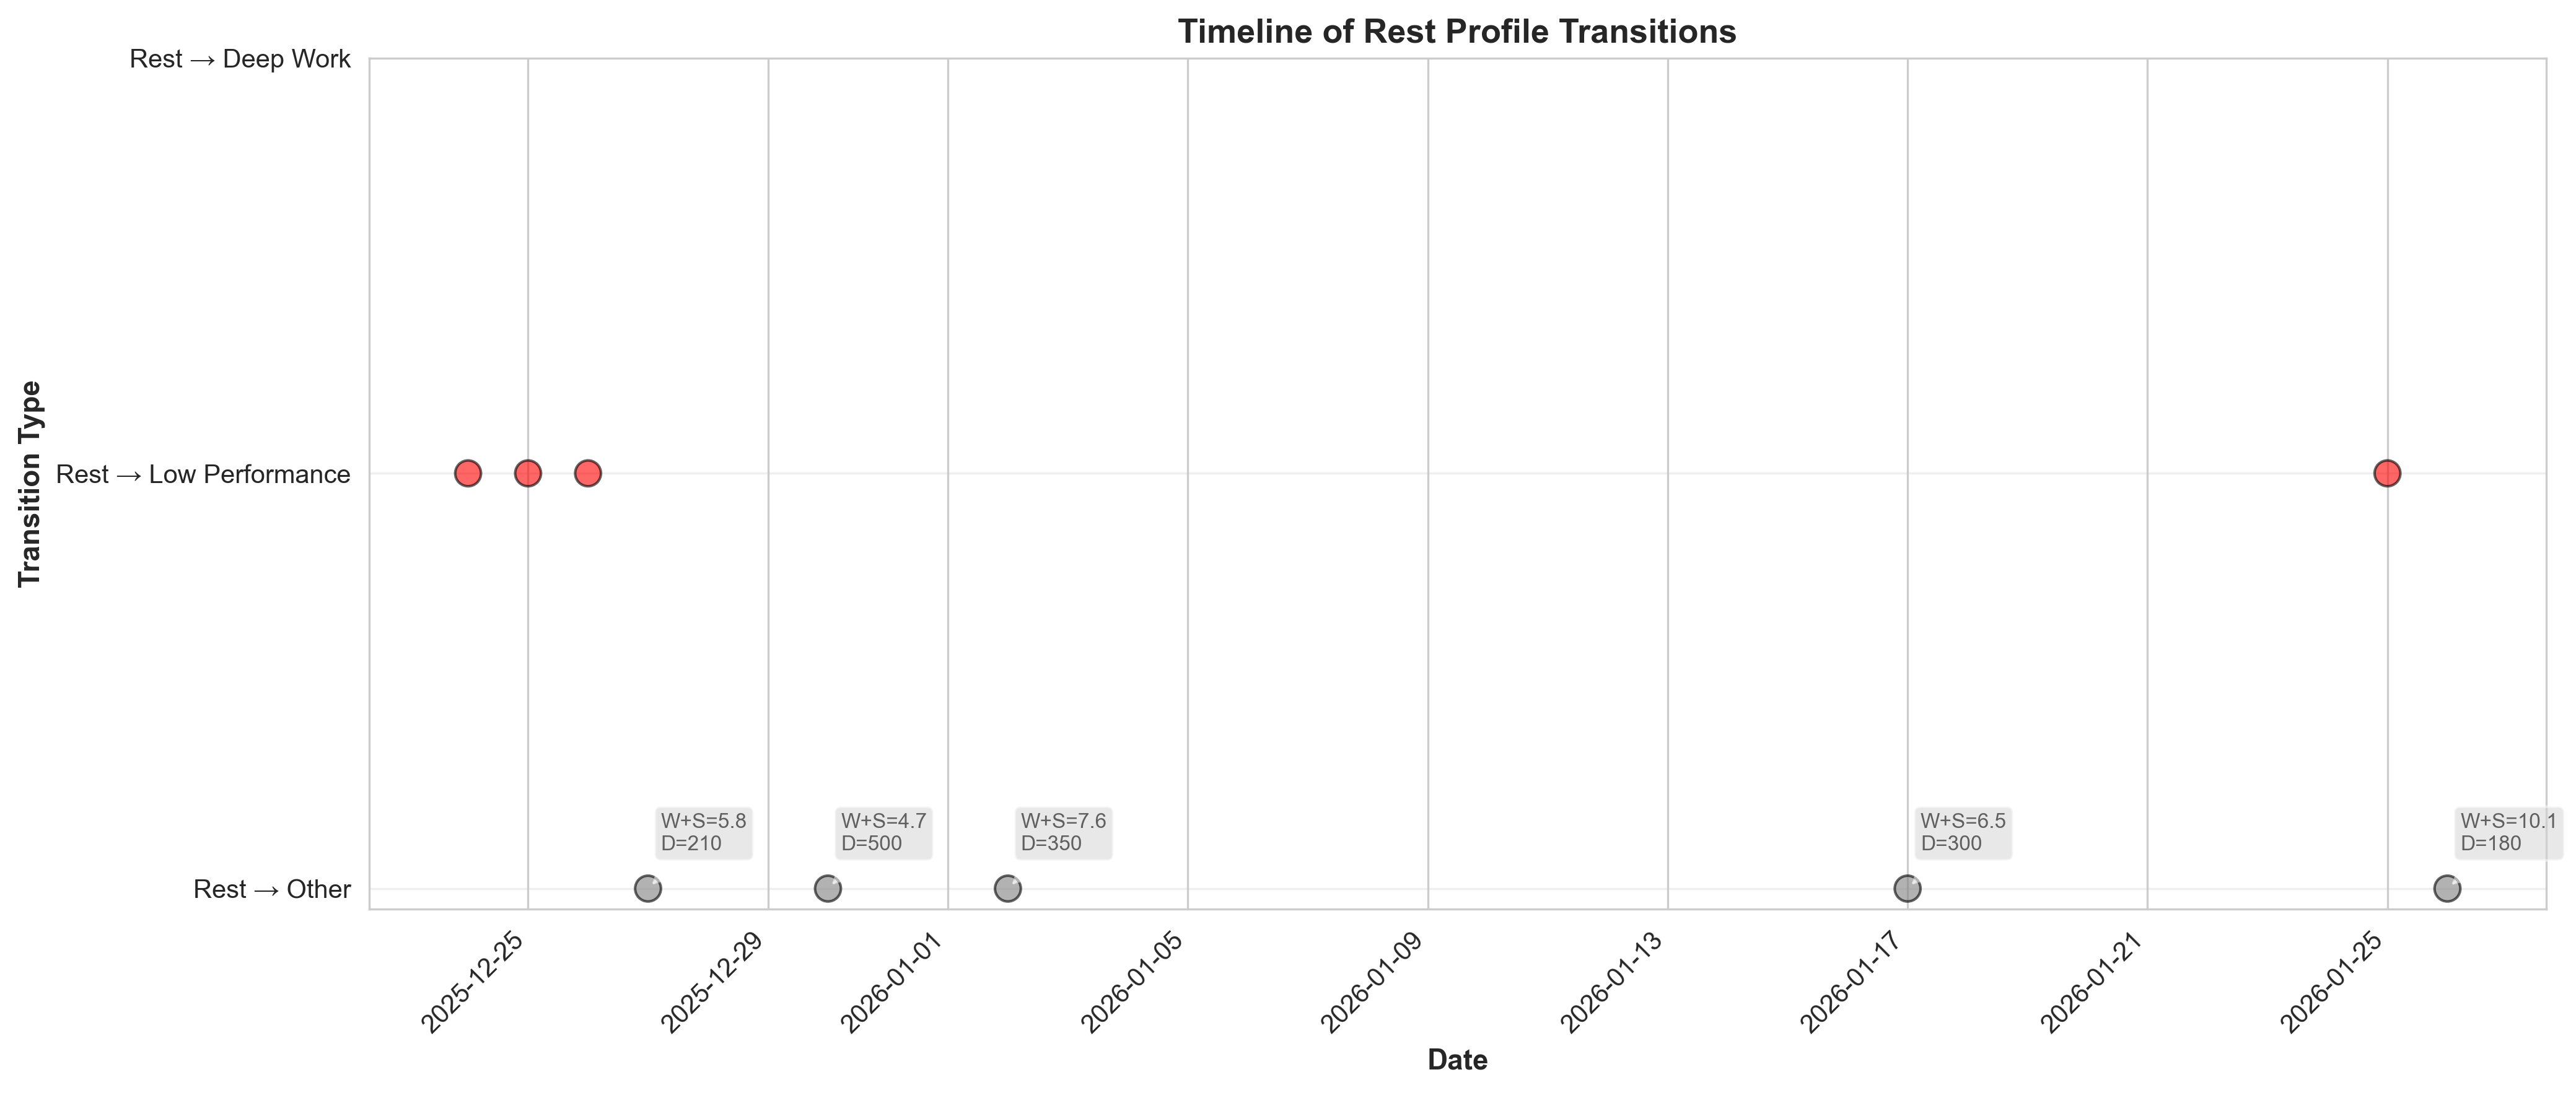 Timeline of Rest Profile Transitions
Rest → Deep Work
Transition Type
Rest → Low Performance
Rest → Other
W+S=5.8
D=210
W+S=4.7
D=500
W+S=7.6
D=350
W+S=6.5
D=300
W+S=10.1
D=180
2025-12-25
2025-12-29
2026-01-01
2026-01-05
2026-01-09
2026-01-13
2026-01-17
2026-01-21
2026-01-25
Date